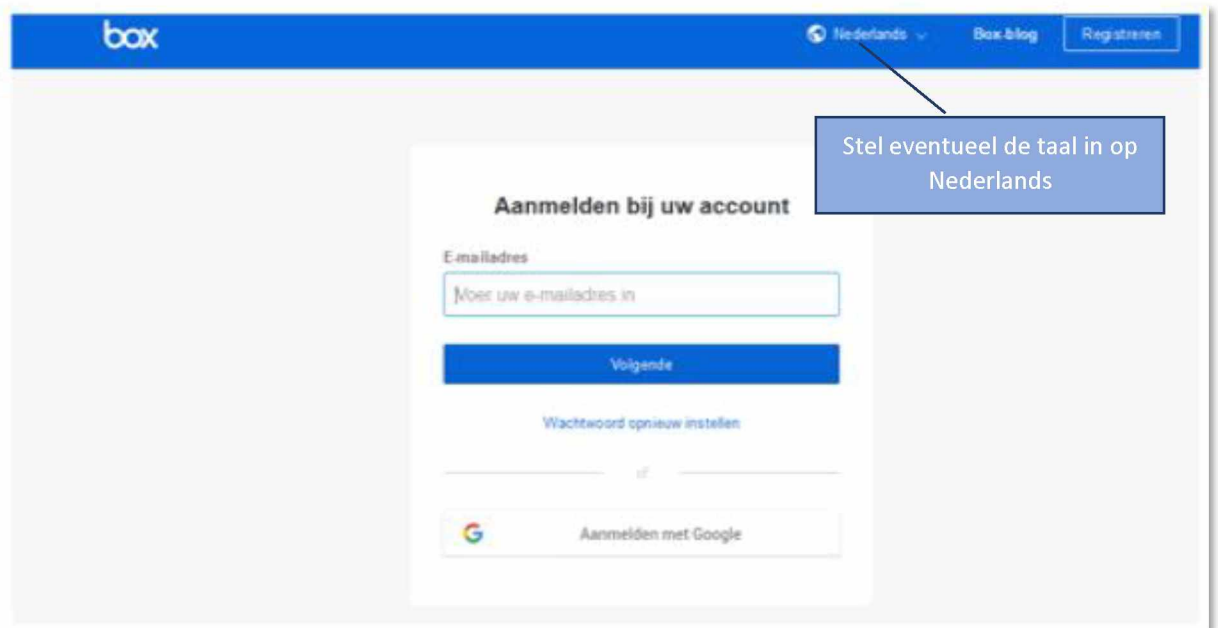 box
Nederlands
Box-blog
Registreren
Stel eventueel de taal in op
Nederlands
Aanmelden bij uw account
E-mailadres
Voer uw e-mailadres in
Volgende
Wachtwoord opnieuw instellen
of
Aanmelden met Google